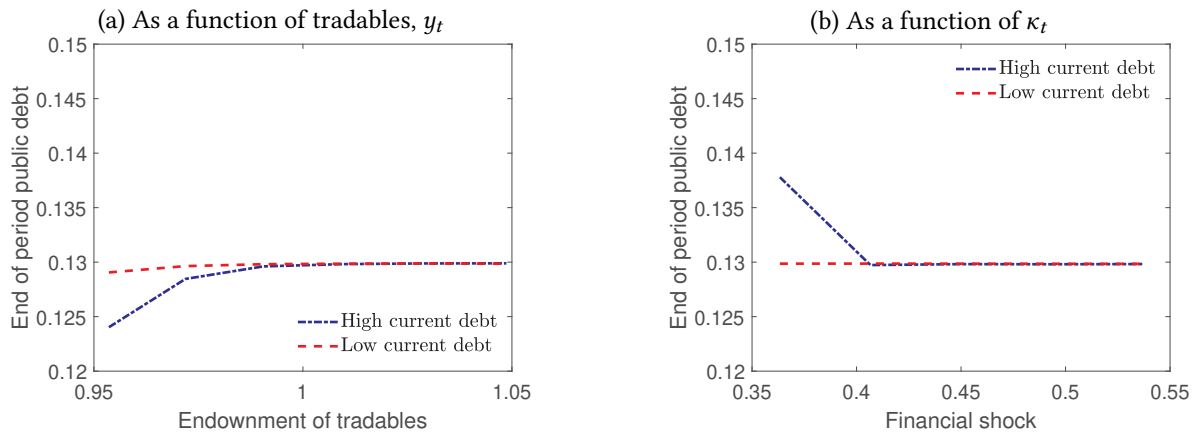 (a) As a function of tradables, y_t
0.15
0.145
0.14
0.135
0.13
0.125
0.12
0.95
1
1.05
End of period public debt
Endownment of tradables
High current debt
Low current debt
(b) As a function of κ_t
0.15
0.145
0.14
0.135
0.13
0.125
0.12
0.35
0.4
0.45
0.5
0.55
End of period public debt
Financial shock
High current debt
Low current debt